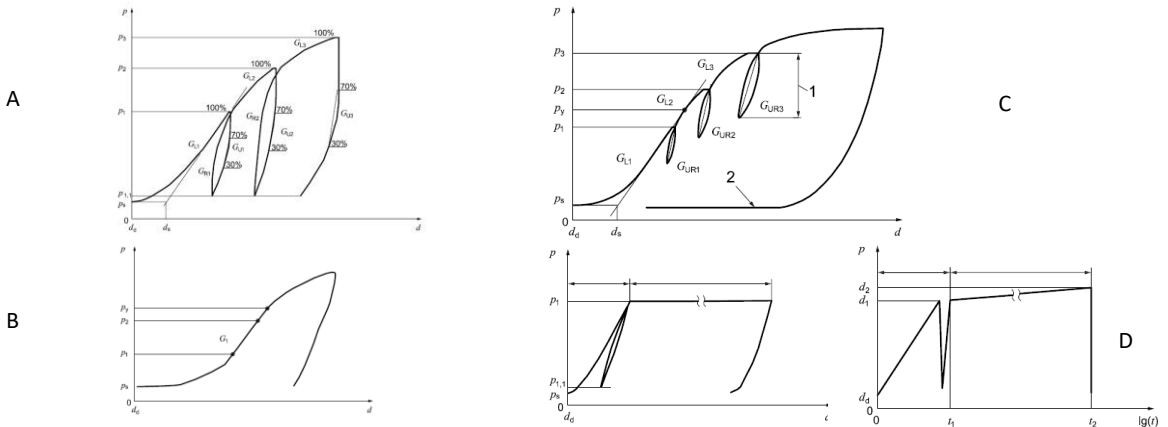 A
p
p3
p2
p1
p1,1
ps
0
dd
ds
d
100%
100%
100%
GL3
GL2
GL1
GR2
GR1
GU1
GU2
GU3
70%
70%
70%
30%
30%
30%
B
p
py
p2
p1
ps
0
dd
d
G1
C
p
p3
p2
py
p1
ps
0
dd
ds
d
GL3
GL2
GL1
GUR3
GUR2
GUR1
1
2
D
p
p1
p1,1
ps
0
dd
p
d2
d1
dd
0
t1
t2
lg(t)